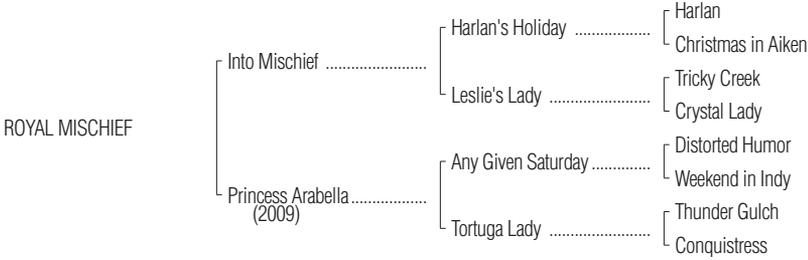 Harlan
Harlan's Holiday ..................
Christmas in Aiken
Into Mischief ........................
Tricky Creek
Leslie's Lady ........................
Crystal Lady
ROYAL MISCHIEF
Distorted Humor
Any Given Saturday ..............
Weekend in Indy
Princess Arabella ..................
(2009)
Thunder Gulch
Tortuga Lady ........................
Conquistress